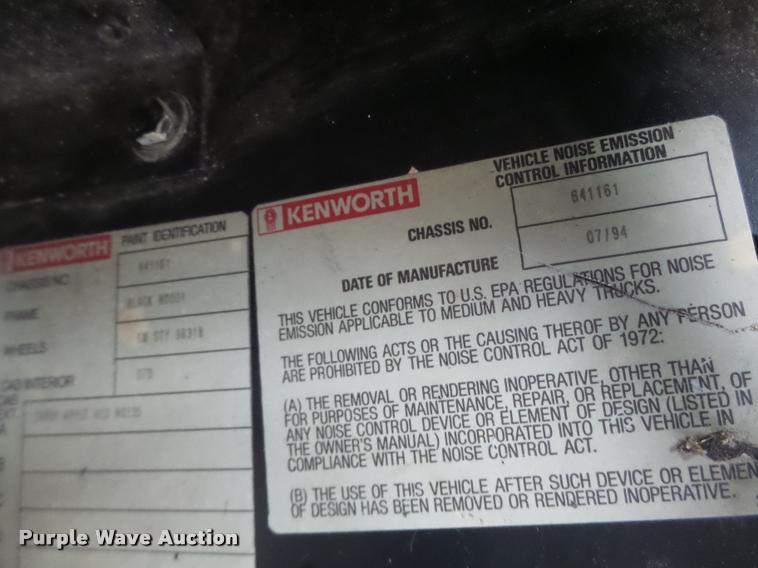 KENWORTH
PAINT IDENTIFICATION
CHASSIS NO
641161
FRAME
BLACK N0001
WHEELS
CAB INTERIOR
KENWORTH
VEHICLE NOISE EMISSION
CONTROL INFORMATION
CHASSIS NO.
641161
DATE OF MANUFACTURE
07/94
THIS VEHICLE CONFORMS TO U.S. EPA REGULATIONS FOR NOISE
EMISSION APPLICABLE TO MEDIUM AND HEAVY TRUCKS.
THE FOLLOWING ACTS OR THE CAUSING THEROF BY ANY PERSON
ARE PROHIBITED BY THE NOISE CONTROL ACT OF 1972:
(A) THE REMOVAL OR RENDERING INOPERATIVE, OTHER THAN
FOR PURPOSES OF MAINTENANCE, REPAIR, OR REPLACEMENT, OF
ANY NOISE CONTROL DEVICE OR ELEMENT OF DESIGN (LISTED IN
THE OWNER'S MANUAL) INCORPORATED INTO THIS VEHICLE IN
COMPLIANCE WITH THE NOISE CONTROL ACT.
(B) THE USE OF THIS VEHICLE AFTER SUCH DEVICE OR ELEMEN
OF DESIGN HAS BEEN REMOVED OR RENDERED INOPERATIVE.
Purple Wave Auction